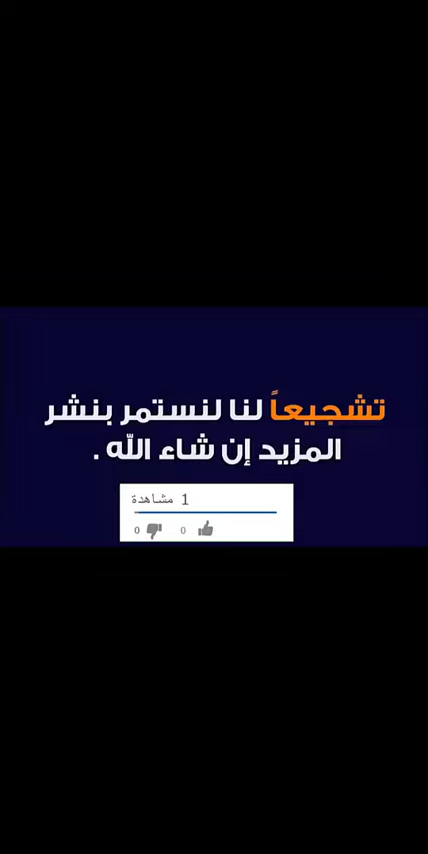 تشجيعاً لنا لنستمر بنشر
المزيد إن شاء الله .
1 مشاهدة
0 0